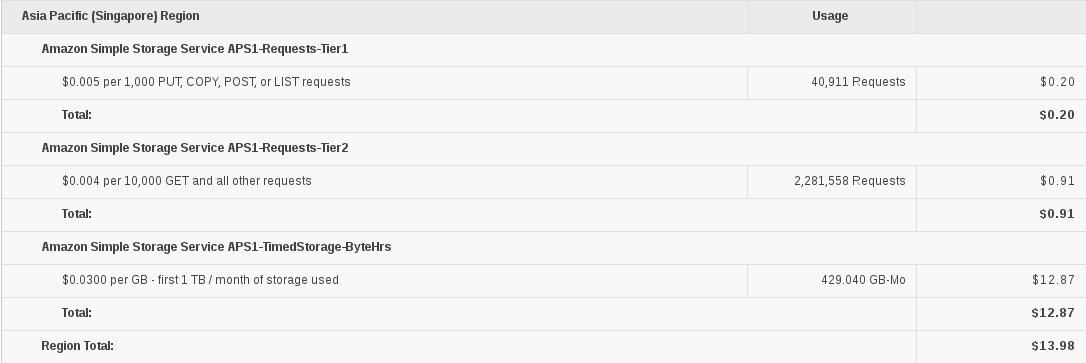 Asia Pacific (Singapore) Region Usage
Amazon Simple Storage Service APS1-Requests-Tier1
$0.005 per 1,000 PUT, COPY, POST, or LIST requests 40,911 Requests $0.20
Total: $0.20
Amazon Simple Storage Service APS1-Requests-Tier2
$0.004 per 10,000 GET and all other requests 2,281,558 Requests $0.91
Total: $0.91
Amazon Simple Storage Service APS1-TimedStorage-ByteHrs
$0.0300 per GB - first 1 TB / month of storage used 429.040 GB-Mo $12.87
Total: $12.87
Region Total: $13.98